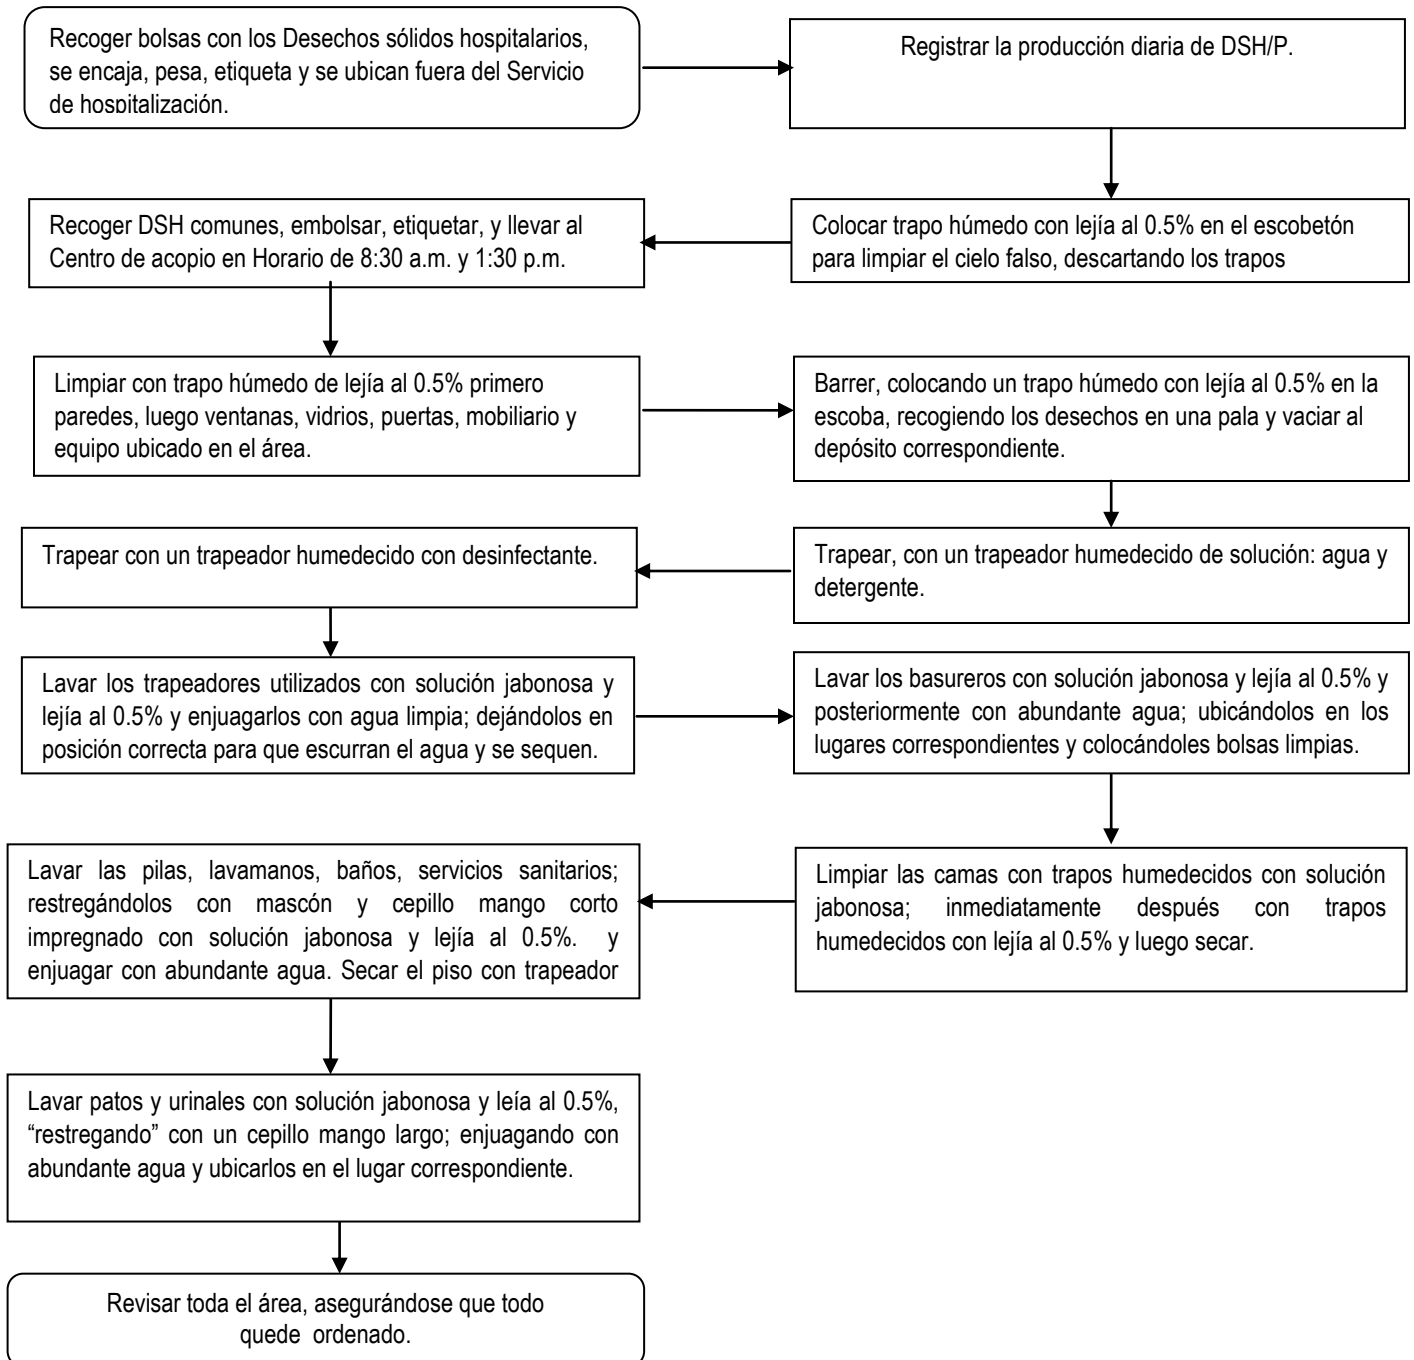 Recoger bolsas con los Desechos sólidos hospitalarios,
se encaja, pesa, etiqueta y se ubican fuera del Servicio
de hospitalización.
Registrar la producción diaria de DSH/P.
Colocar trapo húmedo con lejía al 0.5% en el escobetón
para limpiar el cielo falso, descartando los trapos
Recoger DSH comunes, embolsar, etiquetar, y llevar al
Centro de acopio en Horario de 8:30 a.m. y 1:30 p.m.
Limpiar con trapo húmedo de lejía al 0.5% primero
paredes, luego ventanas, vidrios, puertas, mobiliario y
equipo ubicado en el área.
Barrer, colocando un trapo húmedo con lejía al 0.5% en la
escoba, recogiendo los desechos en una pala y vaciar al
depósito correspondiente.
Trapear, con un trapeador humedecido de solución: agua y
detergente.
Trapear con un trapeador humedecido con desinfectante.
Lavar los trapeadores utilizados con solución jabonosa y
lejía al 0.5% y enjuagarlos con agua limpia; dejándolos en
posición correcta para que escurran el agua y se sequen.
Lavar los basureros con solución jabonosa y lejía al 0.5% y
posteriormente con abundante agua; ubicándolos en los
lugares correspondientes y colocándoles bolsas limpias.
Limpiar las camas con trapos humedecidos con solución
jabonosa; inmediatamente después con trapos
humedecidos con lejía al 0.5% y luego secar.
Lavar las pilas, lavamanos, baños, servicios sanitarios;
restregándolos con mascón y cepillo mango corto
impregnado con solución jabonosa y lejía al 0.5%. y
enjuagar con abundante agua. Secar el piso con trapeador
Lavar patos y urinales con solución jabonosa y leía al 0.5%,
“restregando” con un cepillo mango largo; enjuagando con
abundante agua y ubicarlos en el lugar correspondiente.
Revisar toda el área, asegurándose que todo
quede ordenado.